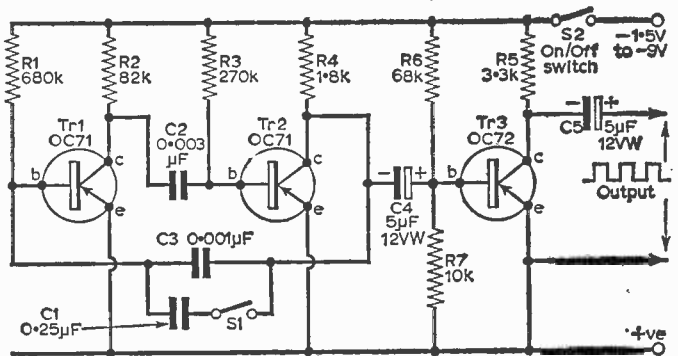 R1
680k
R2
82k
R3
270k
R4
1·8k
R6
68k
R5
3·3k
S2
On/Off
switch
−1·5V
to −9V
Tr1
OC71
C2
0·003
µF
Tr2
OC71
Tr3
OC72
− +
C5
5µF
12VW
b
c
e
b
c
e
− +
C4
5µF
12VW
b
c
e
Output
C3 0·001µF
C1
0·25µF
S1
R7
10k
+ve